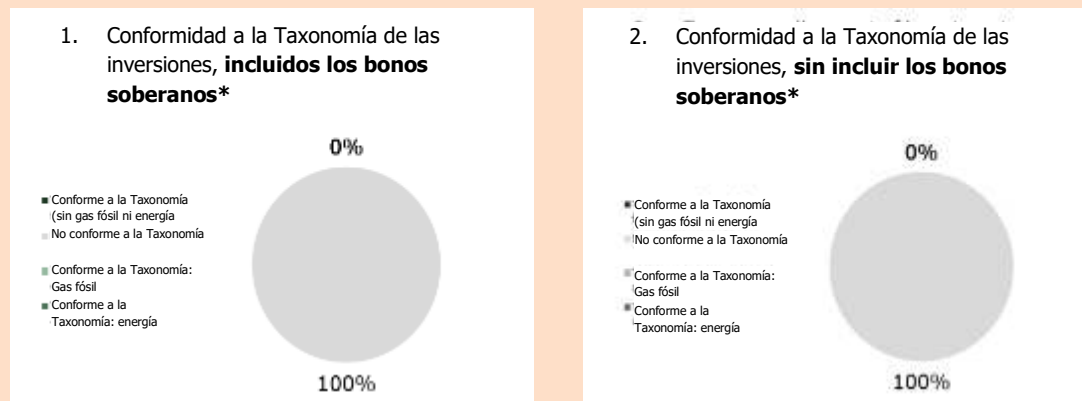 1. Conformidad a la Taxonomía de las
inversiones, incluidos los bonos
soberanos*
0%
Conforme a la Taxonomía
(sin gas fósil ni energía
No conforme a la Taxonomía
Conforme a la Taxonomía:
Gas fósil
Conforme a la
Taxonomía: energía
100%
2. Conformidad a la Taxonomía de las
inversiones, sin incluir los bonos
soberanos*
0%
Conforme a la Taxonomía
(sin gas fósil ni energía
No conforme a la Taxonomía
Conforme a la Taxonomía:
Gas fósil
Conforme a la
Taxonomía: energía
100%